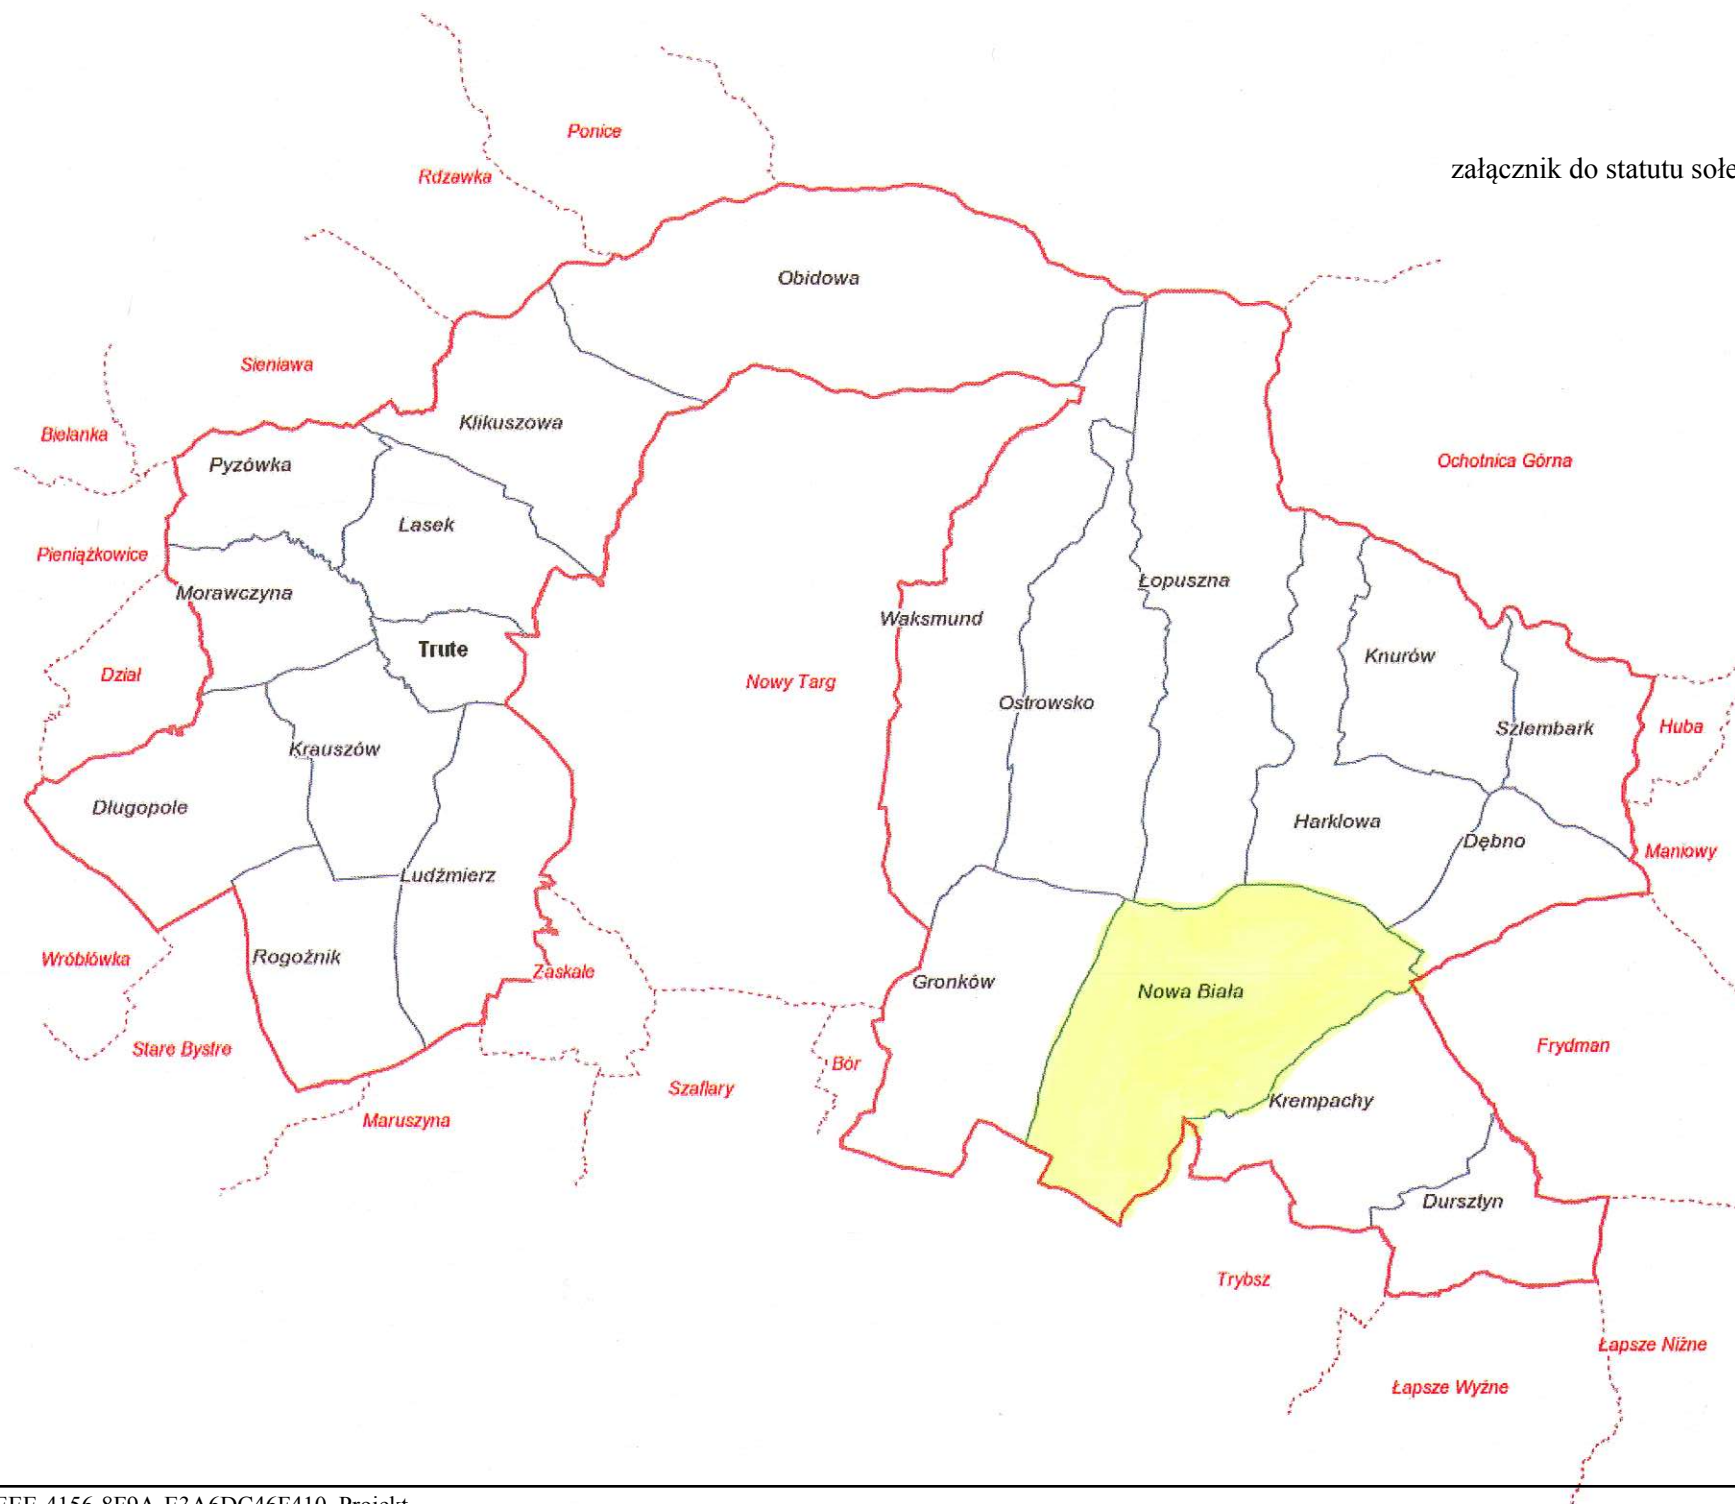 Ponice
załącznik do statutu sołe
Rdzawka
Obidowa
Sieniawa
Klikuszowa
Bielanka
Pyzówka
Ochotnica Górna
Lasek
Pieniążkowice
Morawczyna
Łopuszna
Waksmund
Trute
Knurów
Dział
Nowy Targ
Ostrowsko
Szlembark
Huba
Krauszów
Długopole
Harklowa
Dębno
Maniowy
Ludźmierz
Wróblówka
Rogoźnik
Zaskale
Gronków
Nowa Biała
Stare Bystre
Bór
Frydman
Szaflary
Krempachy
Maruszyna
Dursztyn
Trybsz
Łapsze Niżne
Łapsze Wyżne